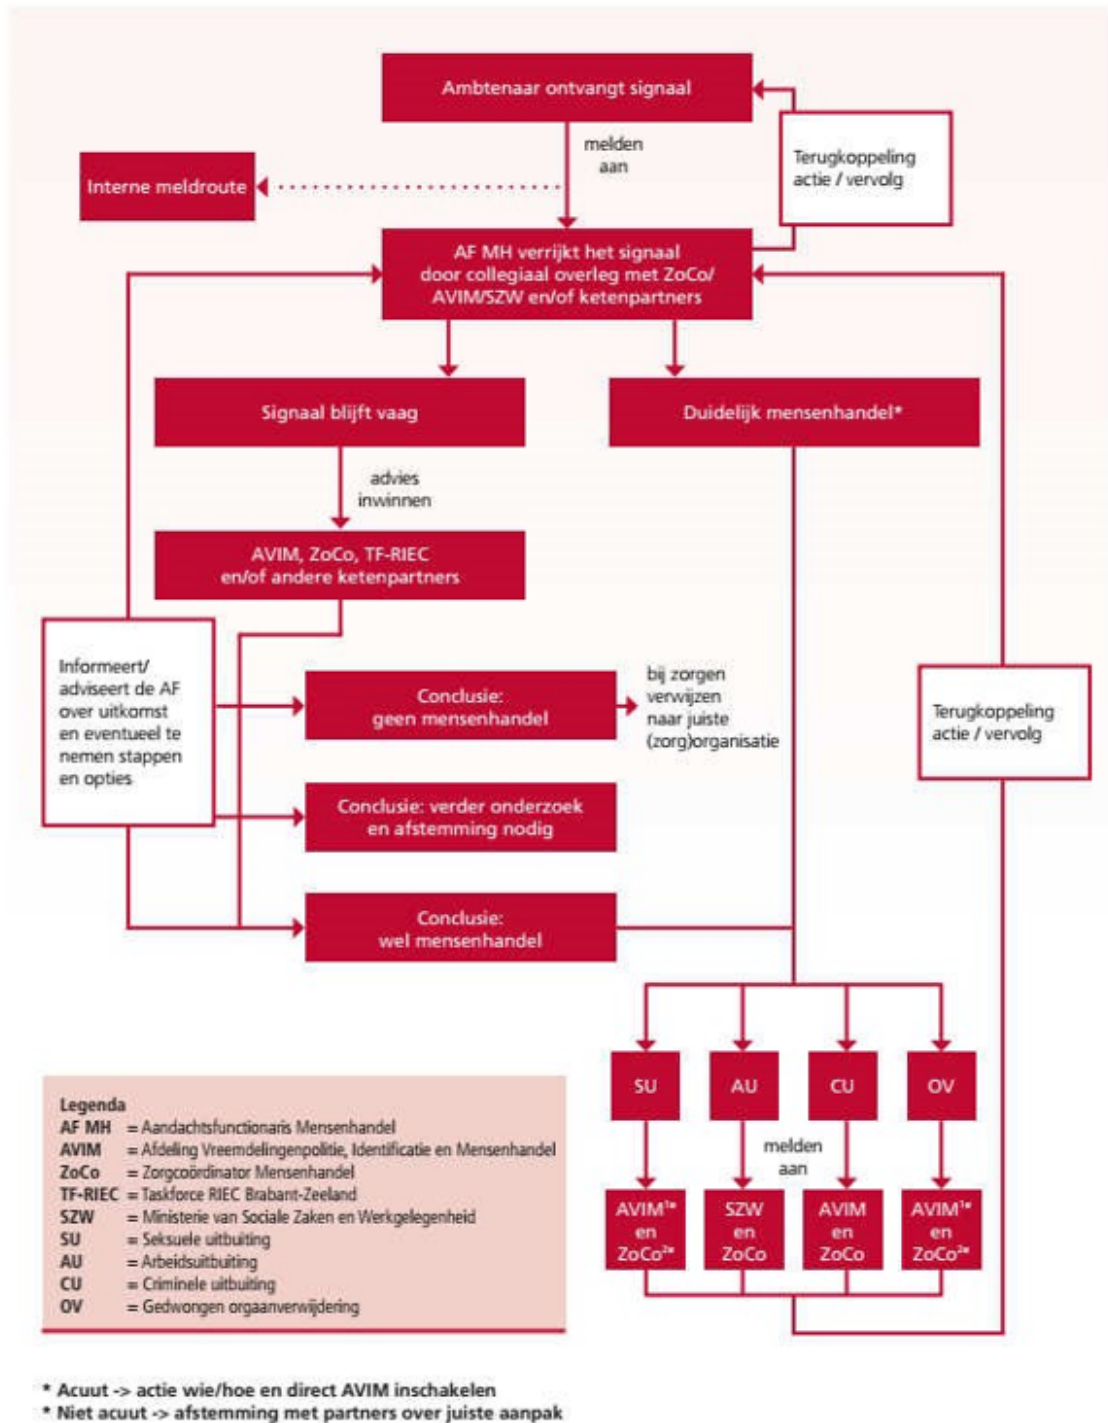 Ambtenaar ontvangt signaal
melden
aan
Terugkoppeling
actie / vervolg
Interne meldroute
AF MH verrijkt het signaal
door collegiaal overleg met ZoCo/
AVIM/SZW en/of ketenpartners
Signaal blijft vaag
Duidelijk mensenhandel*
advies
inwinnen
AVIM, ZoCo, TF-RIEC
en/of andere ketenpartners
Informeert/
adviseert de AF
over uitkomst
en eventueel te
nemen stappen
en opties
Conclusie:
geen mensenhandel
bij zorgen
verwijzen
naar juiste
(zorg)organisatie
Terugkoppeling
actie / vervolg
Conclusie: verder onderzoek
en afstemming nodig
Conclusie:
wel mensenhandel
SU
AU
CU
OV
melden
aan
AVIM¹*
en
ZoCo²*
SZW
en
ZoCo
AVIM
en
ZoCo
AVIM¹*
en
ZoCo²*
Legenda
AF MH = Aandachtsfunctionaris Mensenhandel
AVIM = Afdeling Vreemdelingenpolitie, Identificatie en Mensenhandel
ZoCo = Zorgcoördinator Mensenhandel
TF-RIEC = Taskforce RIEC Brabant-Zeeland
SZW = Ministerie van Sociale Zaken en Werkgelegenheid
SU = Seksuele uitbuiting
AU = Arbeidsuitbuiting
CU = Criminele uitbuiting
OV = Gedwongen orgaanverwijdering
* Acuut -> actie wie/hoe en direct AVIM inschakelen
* Niet acuut -> afstemming met partners over juiste aanpak